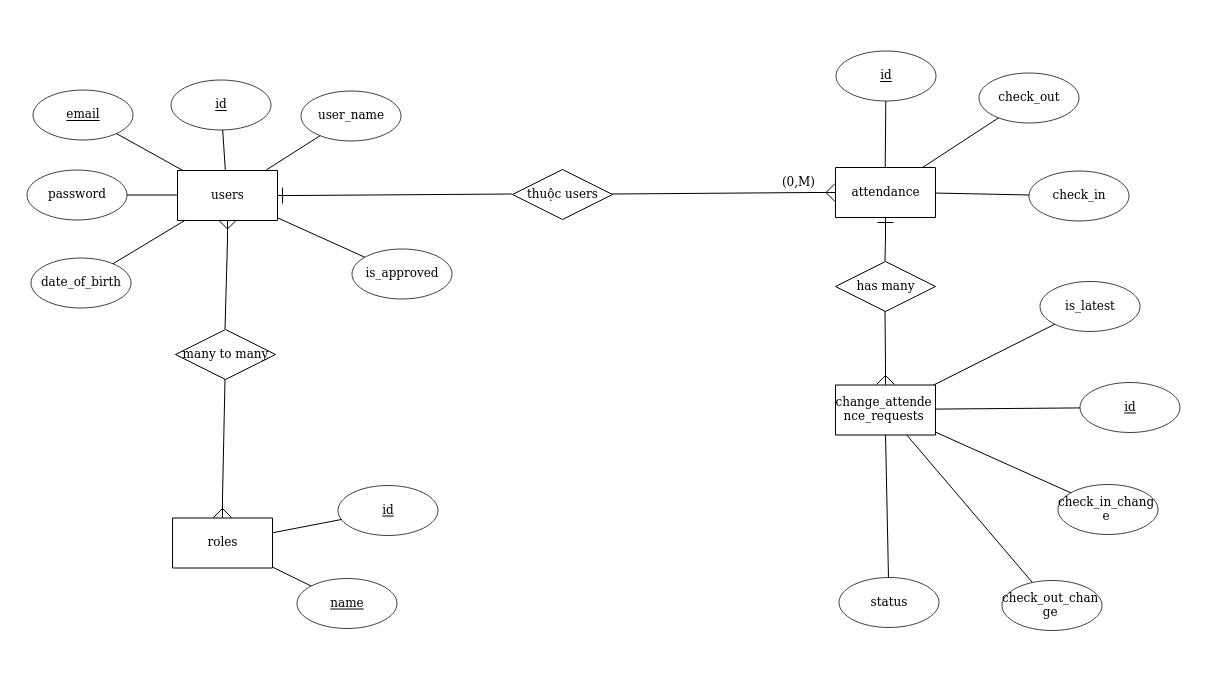 id
check_out
email
id
user_name
(0,M)
password
users
thuộc users
attendance
check_in
date_of_birth
is_approved
has many
is_latest
many to many
change_attende
nce_requests
id
id
check_in_chang
e
roles
name
status
check_out_chan
ge